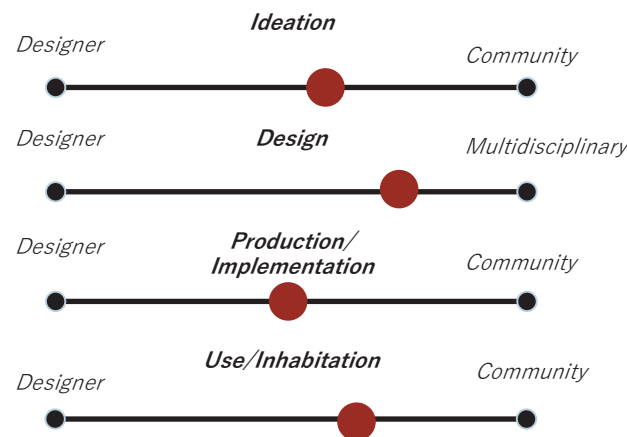 Ideation
Designer
Community
Designer
Design
Multidisciplinary
Designer
Production/
Implementation
Community
Use/Inhabitation
Designer
Community